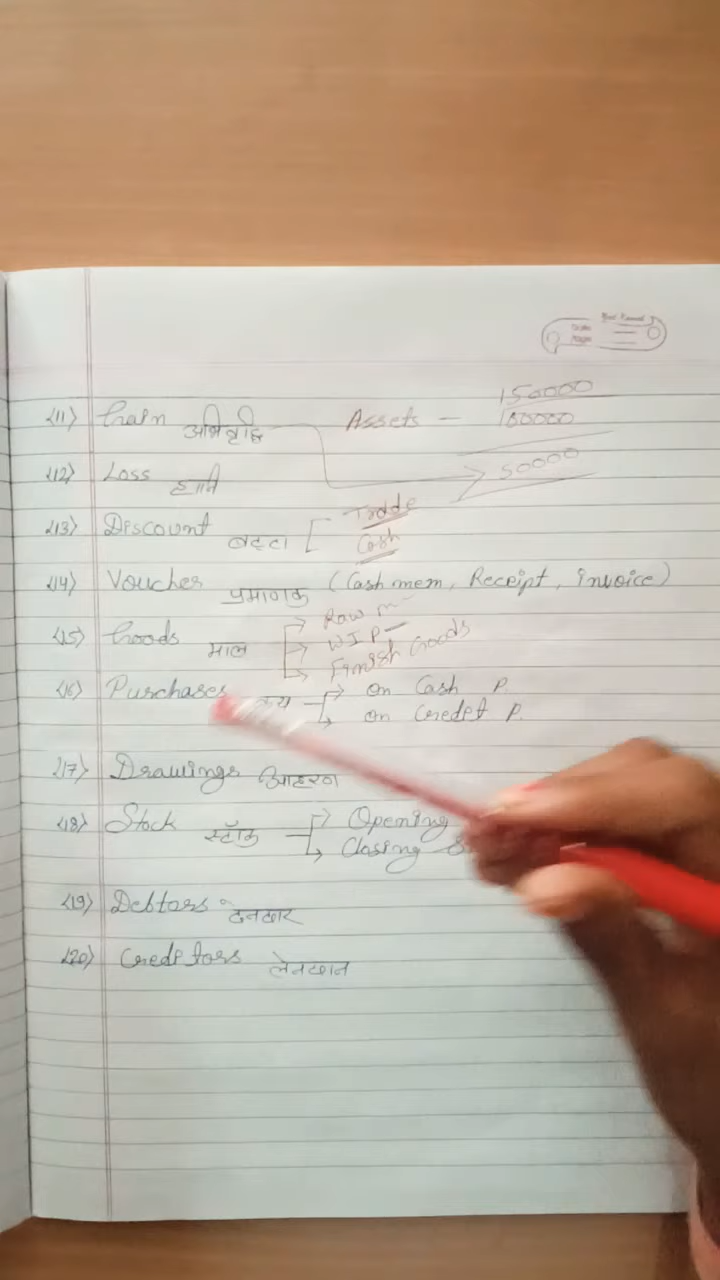 150000
(11) Gain अभिवृद्धि Assets — 100000
(12) Loss हानि 50000
Trade
(13) Discount बट्टा
Cash
(14) Voucher प्रमाणक (Cash mem, Receipt, invoice)
Raw m
(15) Goods माल WIP
Finish Goods
(16) Purchases क्रय on Cash P.
on Credit P.
(17) Drawings आहरण
(18) Stock स्टॉक Opening
Closing
(19) Debtors देनदार
(20) Creditors